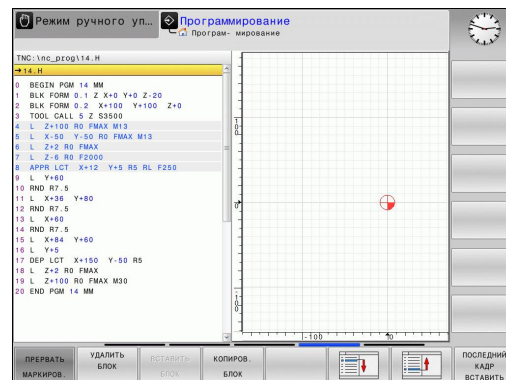 Режим ручного уп…
Программирование
Програм- мирование
TNC:\nc_prog\14.H
→14.H
0 BEGIN PGM 14 MM
1 BLK FORM 0.1 Z X+0 Y+0 Z-20
2 BLK FORM 0.2 X+100 Y+100 Z+0
3 TOOL CALL 5 Z S3500
4 L Z+100 R0 FMAX M13
5 L X-50 Y-50 R0 FMAX M13
6 L Z+2 R0 FMAX
7 L Z-6 R0 F2000
8 APPR LCT X+12 Y+5 R5 RL F250
9 L Y+60
10 RND R7.5
11 L X+36 Y+80
12 RND R7.5
13 L X+60
14 RND R7.5
15 L X+84 Y+60
16 L Y+5
17 DEP LCT X+150 Y-50 R5
18 L Z+2 R0 FMAX
19 L Z+100 R0 FMAX M30
20 END PGM 14 MM
100
0
-100
-100
0
ПРЕРВАТЬ МАРКИРОВ.
УДАЛИТЬ БЛОК
ВСТАВИТЬ БЛОК
КОПИРОВ. БЛОК
ПОСЛЕДНИЙ КАДР ВСТАВИТЬ